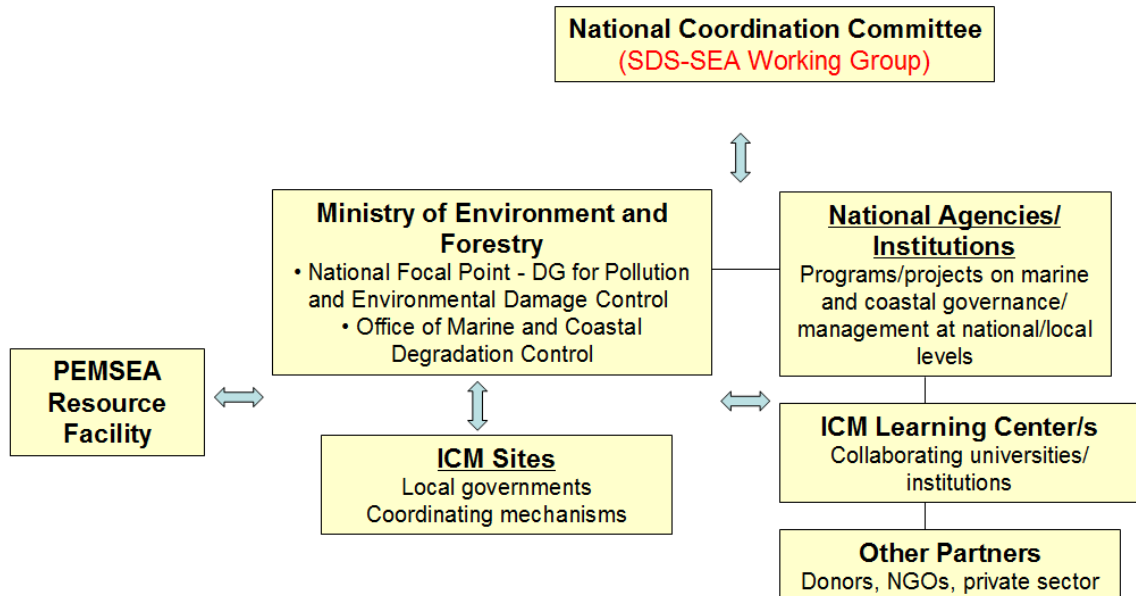 National Coordination Committee
(SDS-SEA Working Group)
Ministry of Environment and
Forestry
• National Focal Point - DG for Pollution
and Environmental Damage Control
• Office of Marine and Coastal
Degradation Control
National Agencies/
Institutions
Programs/projects on marine
and coastal governance/
management at national/local
levels
PEMSEA
Resource
Facility
ICM Sites
Local governments
Coordinating mechanisms
ICM Learning Center/s
Collaborating universities/
institutions
Other Partners
Donors, NGOs, private sector